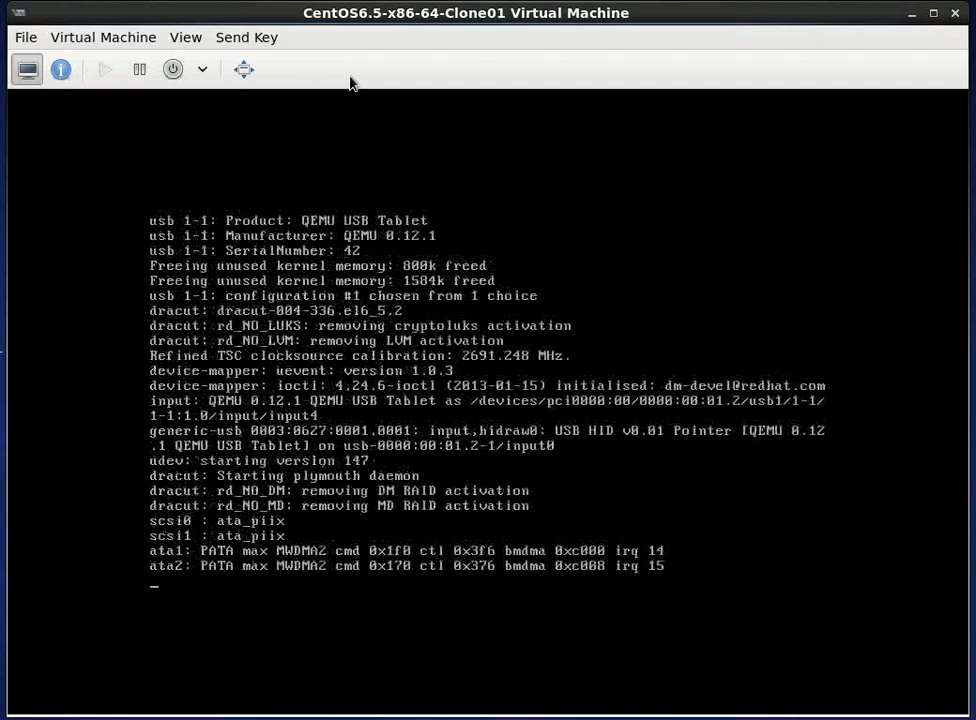 CentOS6.5-x86-64-Clone01 Virtual Machine
File Virtual Machine View Send Key
usb 1-1: Product: QEMU USB Tablet
usb 1-1: Manufacturer: QEMU 0.12.1
usb 1-1: SerialNumber: 42
Freeing unused kernel memory: 800k freed
Freeing unused kernel memory: 1584k freed
usb 1-1: configuration #1 chosen from 1 choice
dracut: dracut-004-336.el6_5.2
dracut: rd_NO_LUKS: removing cryptoluks activation
dracut: rd_NO_LVM: removing LVM activation
Refined TSC clocksource calibration: 2691.248 MHz.
device-mapper: uevent: version 1.0.3
device-mapper: ioctl: 4.24.6-ioctl (2013-01-15) initialised: dm-devel@redhat.com
input: QEMU 0.12.1 QEMU USB Tablet as /devices/pci0000:00/0000:00:01.2/usb1/1-1/
1-1:1.0/input/input4
generic-usb 0003:0627:0001.0001: input,hidraw0: USB HID v0.01 Pointer [QEMU 0.12
.1 QEMU USB Tablet] on usb-0000:00:01.2-1/input0
udev: starting version 147
dracut: Starting plymouth daemon
dracut: rd_NO_DM: removing DM RAID activation
dracut: rd_NO_MD: removing MD RAID activation
scsi0 : ata_piix
scsi1 : ata_piix
ata1: PATA max MWDMA2 cmd 0x1f0 ctl 0x3f6 bmdma 0xc000 irq 14
ata2: PATA max MWDMA2 cmd 0x170 ctl 0x376 bmdma 0xc008 irq 15
_